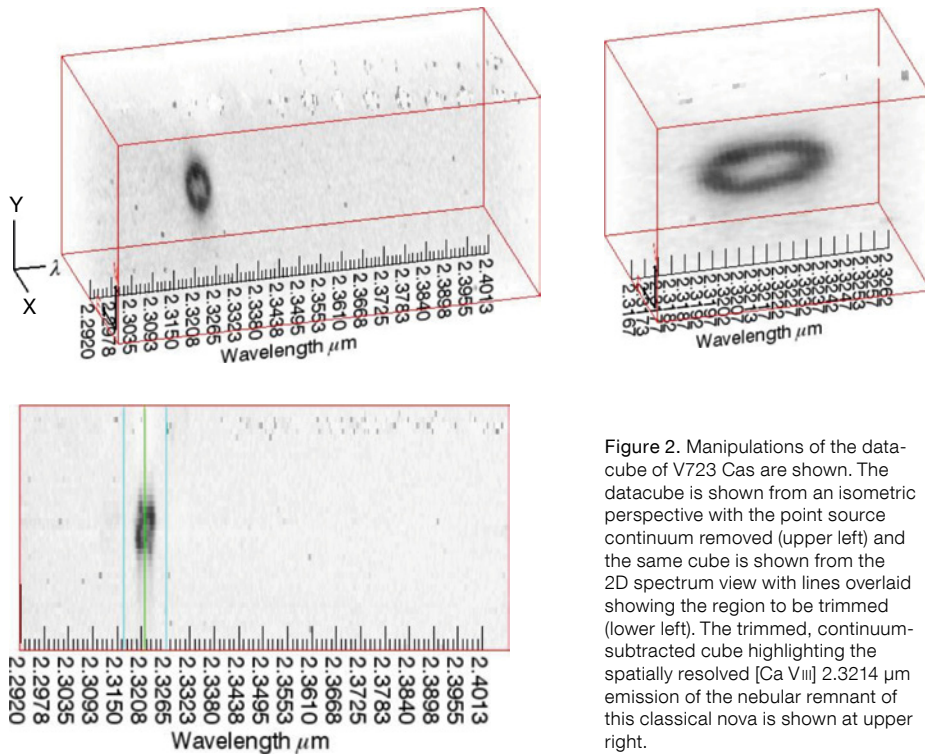 Y
λ
X
2.2920
2.2978
2.3035
2.3093
2.3150
2.3208
2.3265
2.3323
2.3380
2.3438
2.3495
2.3553
2.3610
2.3668
2.3725
2.3783
2.3840
2.3898
2.3955
2.4013
Wavelength μm
2.3167
Wavelength μm
2.2920
2.2978
2.3035
2.3093
2.3150
2.3208
2.3265
2.3323
2.3380
2.3438
2.3495
2.3553
2.3610
2.3668
2.3725
2.3783
2.3840
2.3898
2.3955
2.4013
Wavelength μm
Figure 2. Manipulations of the data-
cube of V723 Cas are shown. The
datacube is shown from an isometric
perspective with the point source
continuum removed (upper left) and
the same cube is shown from the
2D spectrum view with lines overlaid
showing the region to be trimmed
(lower left). The trimmed, continuum-
subtracted cube highlighting the
spatially resolved [Ca VIII] 2.3214 μm
emission of the nebular remnant of
this classical nova is shown at upper
right.